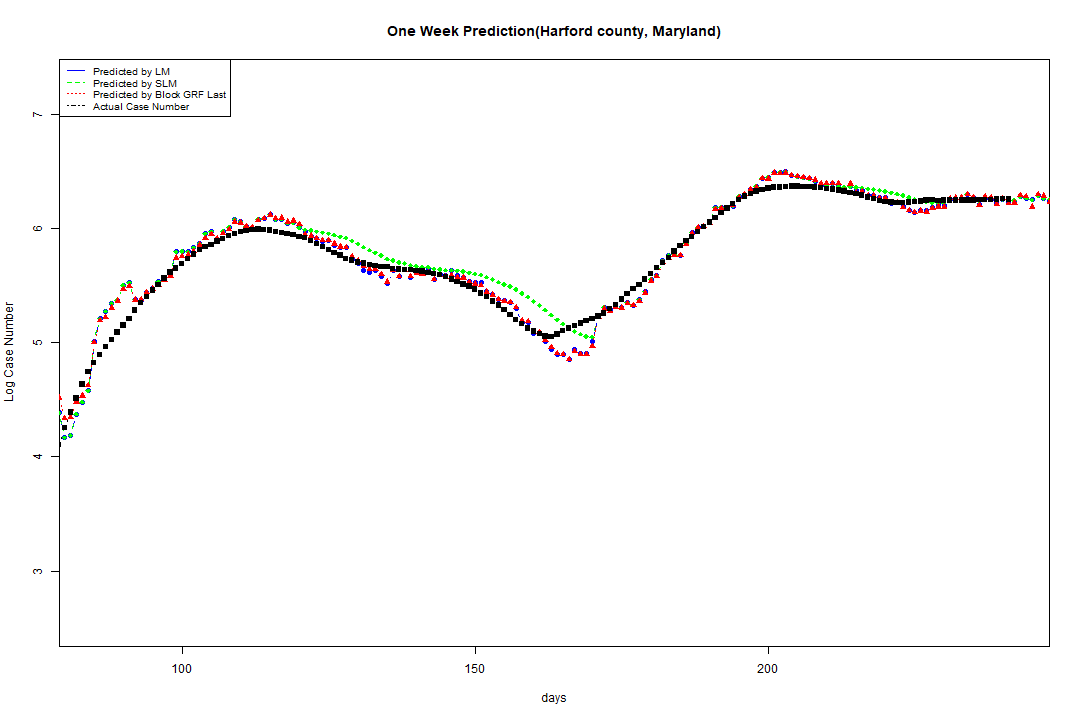 One Week Prediction(Harford county, Maryland)
Predicted by LM
Predicted by SLM
Predicted by Block GRF Last
Actual Case Number
7
6
5
4
3
Log Case Number
100
150
200
days